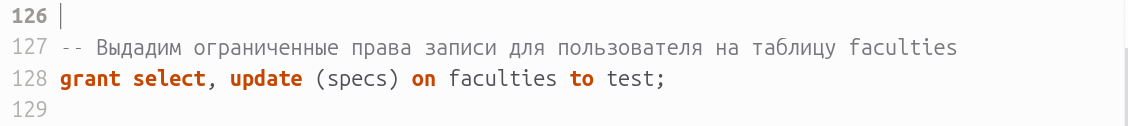 126
127 -- Выдадим ограниченные права записи для пользователя на таблицу faculties
128 grant select, update (specs) on faculties to test;
129